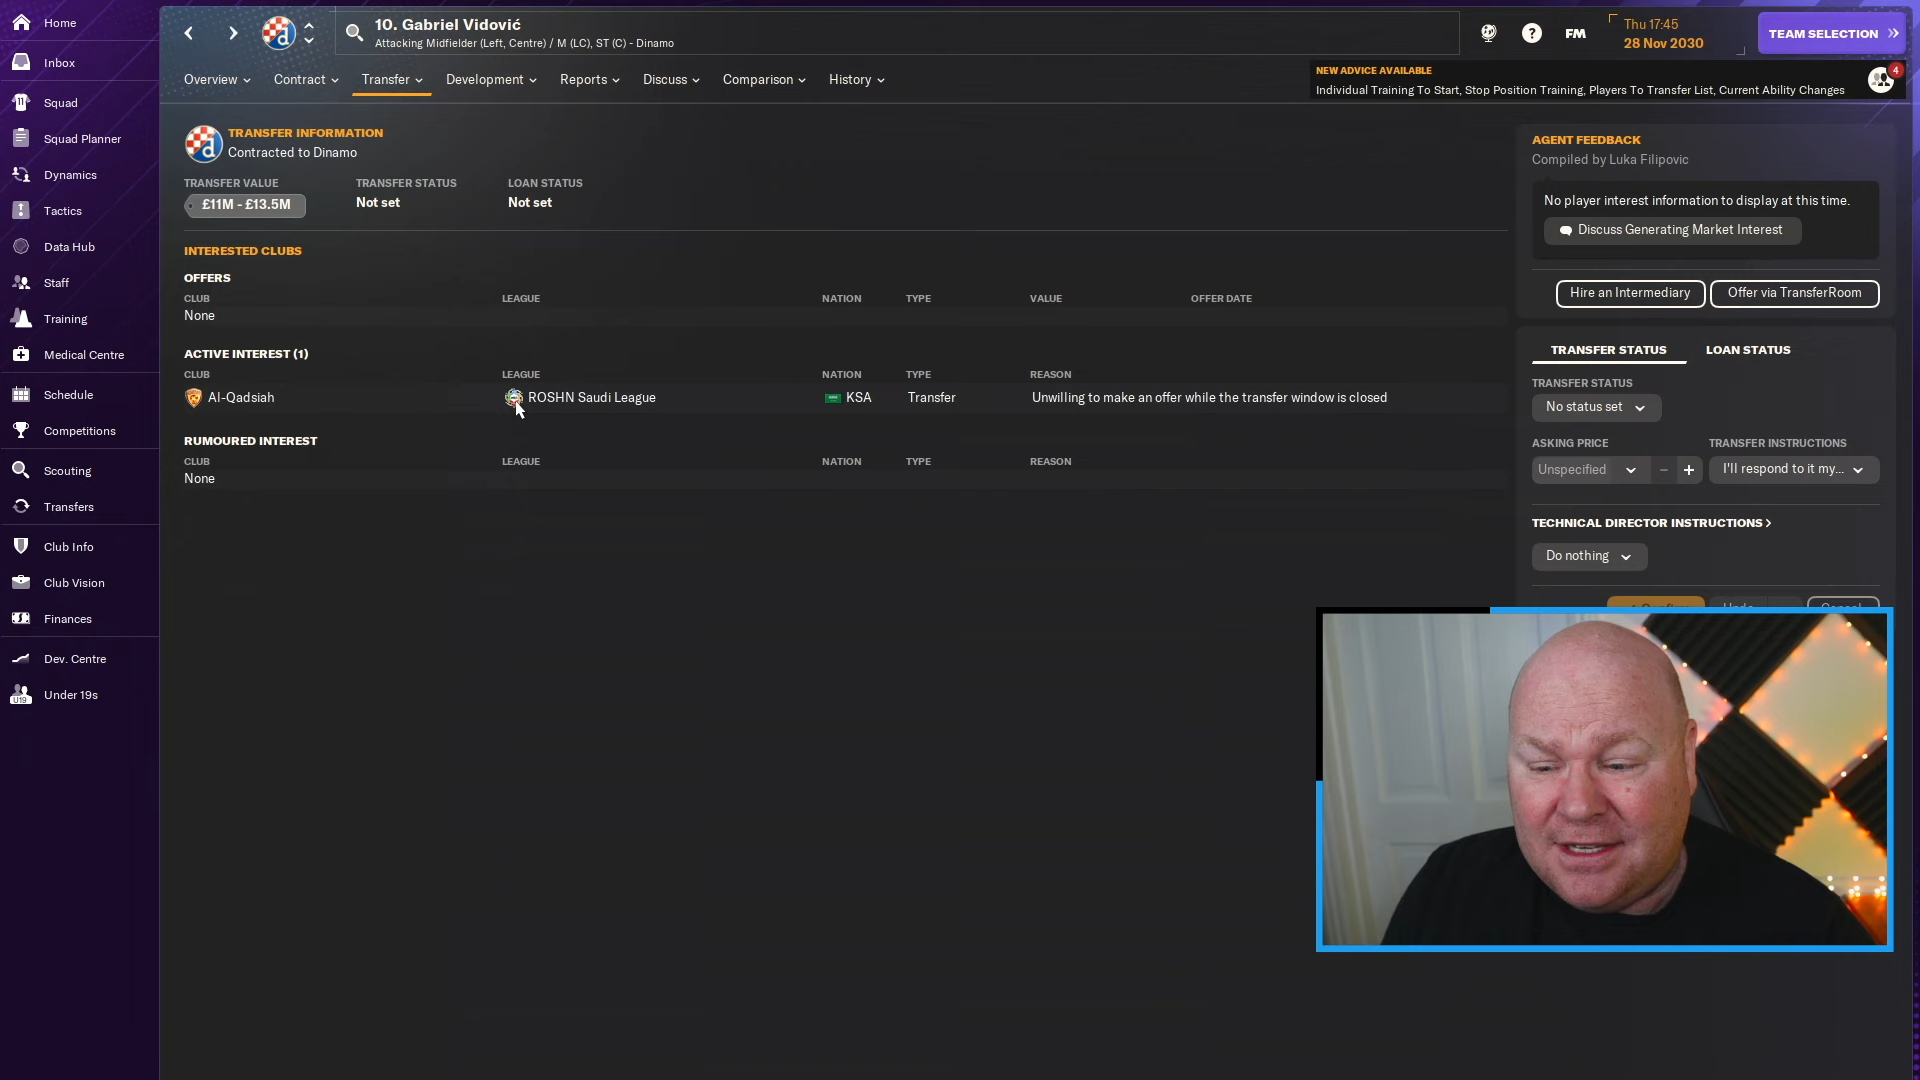 Home
Inbox
Squad
Squad Planner
Dynamics
Tactics
Data Hub
Staff
Training
Medical Centre
Schedule
Competitions
Scouting
Transfers
Club Info
Club Vision
Finances
Dev. Centre
U19
Under 19s
10. Gabriel Vidović
Attacking Midfielder (Left, Centre) / M (LC), ST (C) - Dinamo
FM
Thu 17:45
28 Nov 2030
TEAM SELECTION
Overview Contract Transfer Development Reports Discuss Comparison History
NEW ADVICE AVAILABLE
Individual Training To Start, Stop Position Training, Players To Transfer List, Current Ability Changes
4
TRANSFER INFORMATION
Contracted to Dinamo
TRANSFER VALUE TRANSFER STATUS LOAN STATUS
£11M - £13.5M Not set Not set
INTERESTED CLUBS
OFFERS
CLUB LEAGUE NATION TYPE VALUE OFFER DATE
None
ACTIVE INTEREST (1)
CLUB LEAGUE NATION TYPE REASON
Al-Qadsiah ROSHN Saudi League KSA Transfer Unwilling to make an offer while the transfer window is closed
RUMOURED INTEREST
CLUB LEAGUE NATION TYPE REASON
None
AGENT FEEDBACK
Compiled by Luka Filipovic
No player interest information to display at this time.
Discuss Generating Market Interest
Hire an Intermediary Offer via TransferRoom
TRANSFER STATUS LOAN STATUS
TRANSFER STATUS
No status set
ASKING PRICE TRANSFER INSTRUCTIONS
Unspecified - + I'll respond to it my...
TECHNICAL DIRECTOR INSTRUCTIONS >
Do nothing